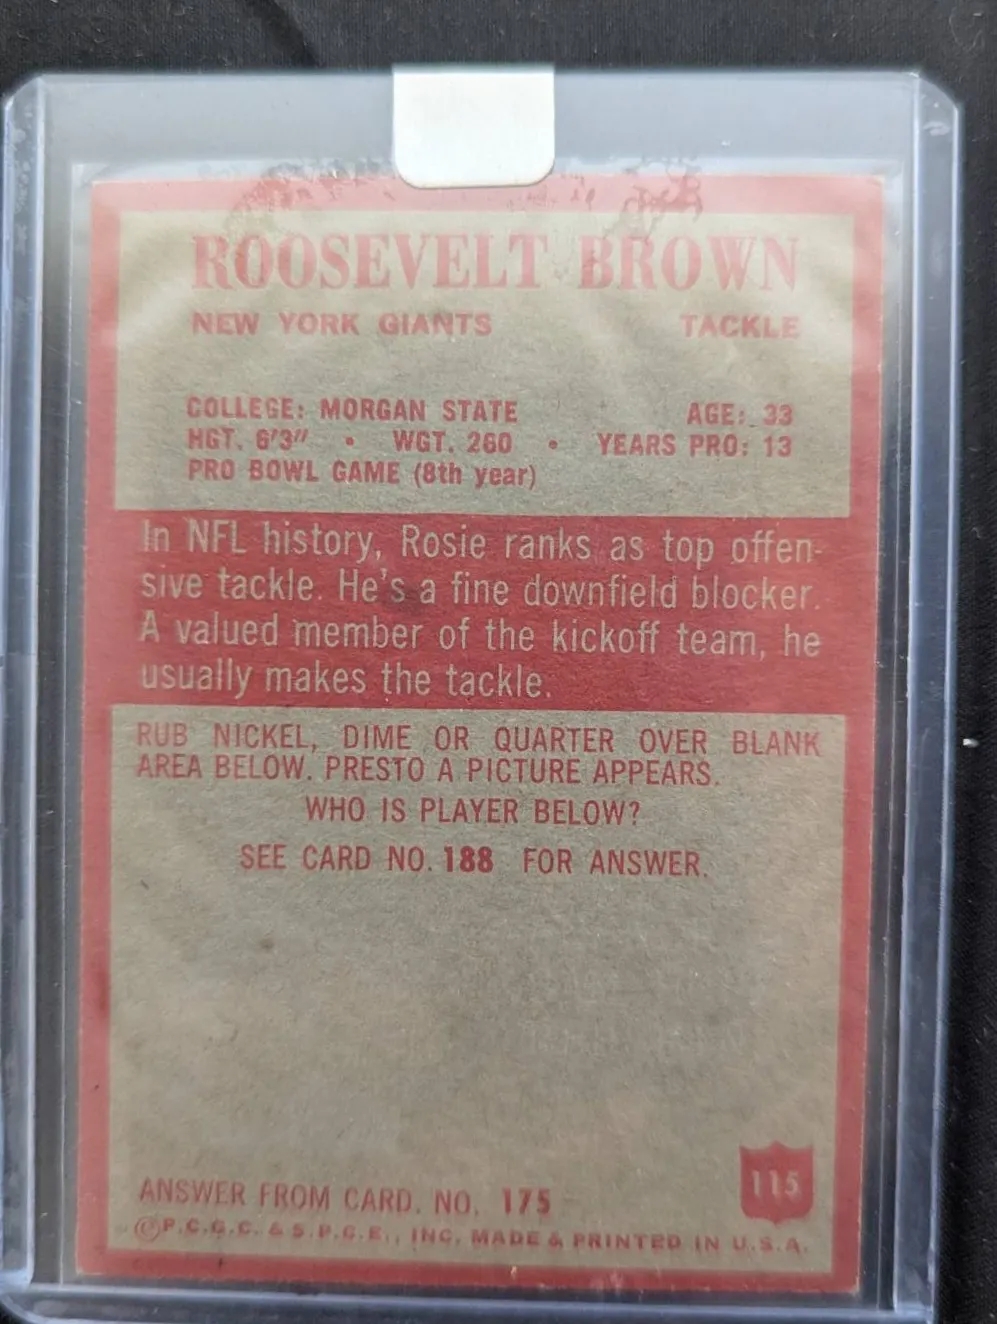 ROOSEVELT BROWN
NEW YORK GIANTS TACKLE
COLLEGE: MORGAN STATE AGE: 33
HGT. 6'3" • WGT. 260 • YEARS PRO: 13
PRO BOWL GAME (8th year)
In NFL history, Rosie ranks as top offen-
sive tackle. He's a fine downfield blocker.
A valued member of the kickoff team, he
usually makes the tackle.
RUB NICKEL, DIME OR QUARTER OVER BLANK
AREA BELOW. PRESTO A PICTURE APPEARS.
WHO IS PLAYER BELOW?
SEE CARD NO. 188 FOR ANSWER.
115
ANSWER FROM CARD. NO. 175
©P.C.G.C. & S.P.G.E., INC. MADE & PRINTED IN U.S.A.